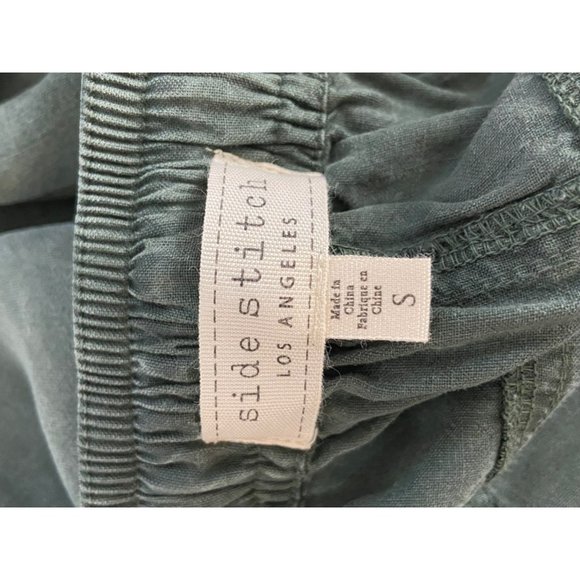 side stitch
LOS ANGELES
Made in
China
Fabriqué en
Chine
S